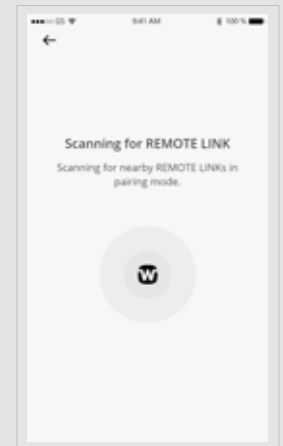 9:41 AM 100 %
Scanning for REMOTE LINK
Scanning for nearby REMOTE LINKs in
pairing mode.
W